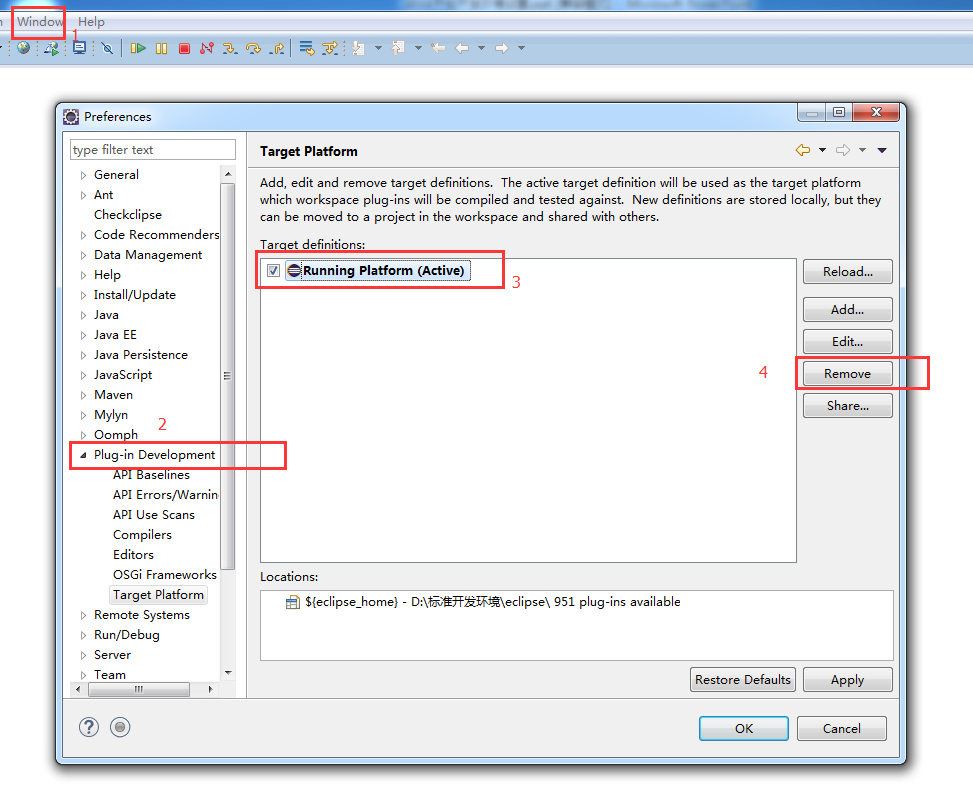 Window Help
1
Preferences
type filter text
General
Ant
Checkclipse
Code Recommenders
Data Management
Help
Install/Update
Java
Java EE
Java Persistence
JavaScript
Maven
Mylyn
Oomph
2
Plug-in Development
API Baselines
API Errors/Warnin
API Use Scans
Compilers
Editors
OSGi Frameworks
Target Platform
Remote Systems
Run/Debug
Server
Team
Target Platform
Add, edit and remove target definitions. The active target definition will be used as the target platform
which workspace plug-ins will be compiled and tested against. New definitions are stored locally, but they
can be moved to a project in the workspace and shared with others.
Target definitions:
Running Platform (Active)
3
Reload...
Add...
Edit...
4
Remove
Share...
Locations:
${eclipse_home} - D:\标准开发环境\eclipse\ 951 plug-ins available
Restore Defaults
Apply
OK
Cancel